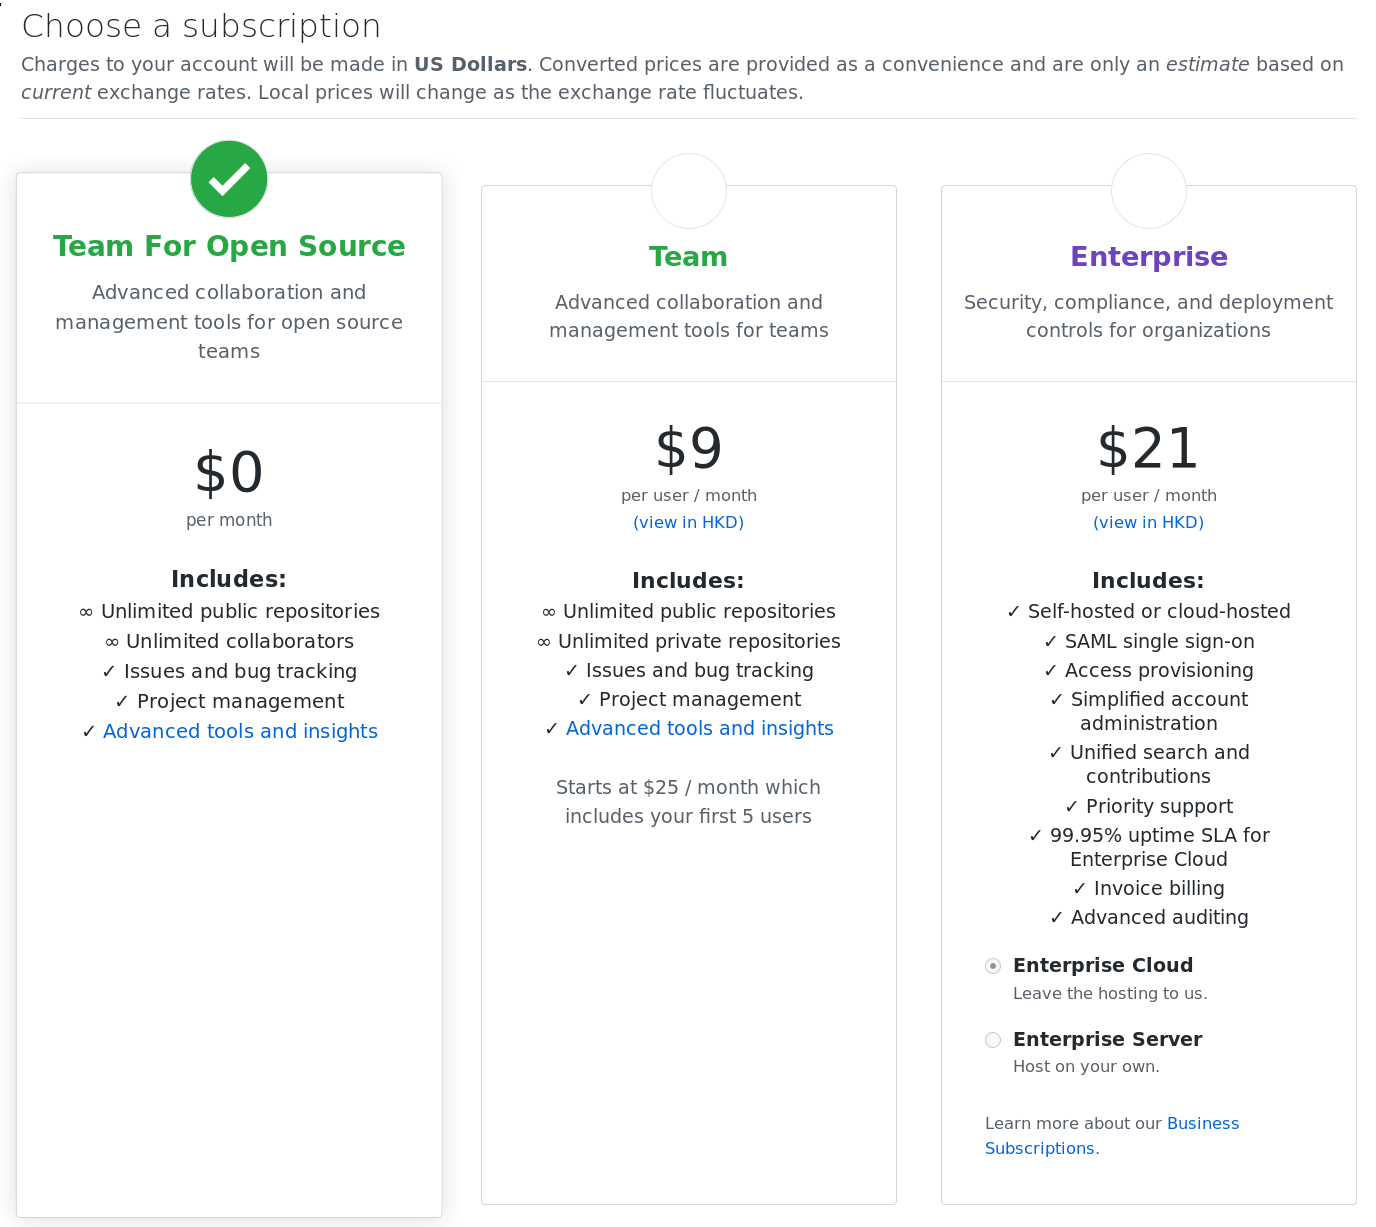 Choose a subscription
Charges to your account will be made in US Dollars. Converted prices are provided as a convenience and are only an estimate based on
current exchange rates. Local prices will change as the exchange rate fluctuates.
Team For Open Source
Advanced collaboration and
management tools for open source
teams
$0
per month
Includes:
∞ Unlimited public repositories
∞ Unlimited collaborators
✓ Issues and bug tracking
✓ Project management
✓ Advanced tools and insights
Team
Advanced collaboration and
management tools for teams
$9
per user / month
(view in HKD)
Includes:
∞ Unlimited public repositories
∞ Unlimited private repositories
✓ Issues and bug tracking
✓ Project management
✓ Advanced tools and insights
Starts at $25 / month which
includes your first 5 users
Enterprise
Security, compliance, and deployment
controls for organizations
$21
per user / month
(view in HKD)
Includes:
✓ Self-hosted or cloud-hosted
✓ SAML single sign-on
✓ Access provisioning
✓ Simplified account
administration
✓ Unified search and
contributions
✓ Priority support
✓ 99.95% uptime SLA for
Enterprise Cloud
✓ Invoice billing
✓ Advanced auditing
Enterprise Cloud
Leave the hosting to us.
Enterprise Server
Host on your own.
Learn more about our Business
Subscriptions.